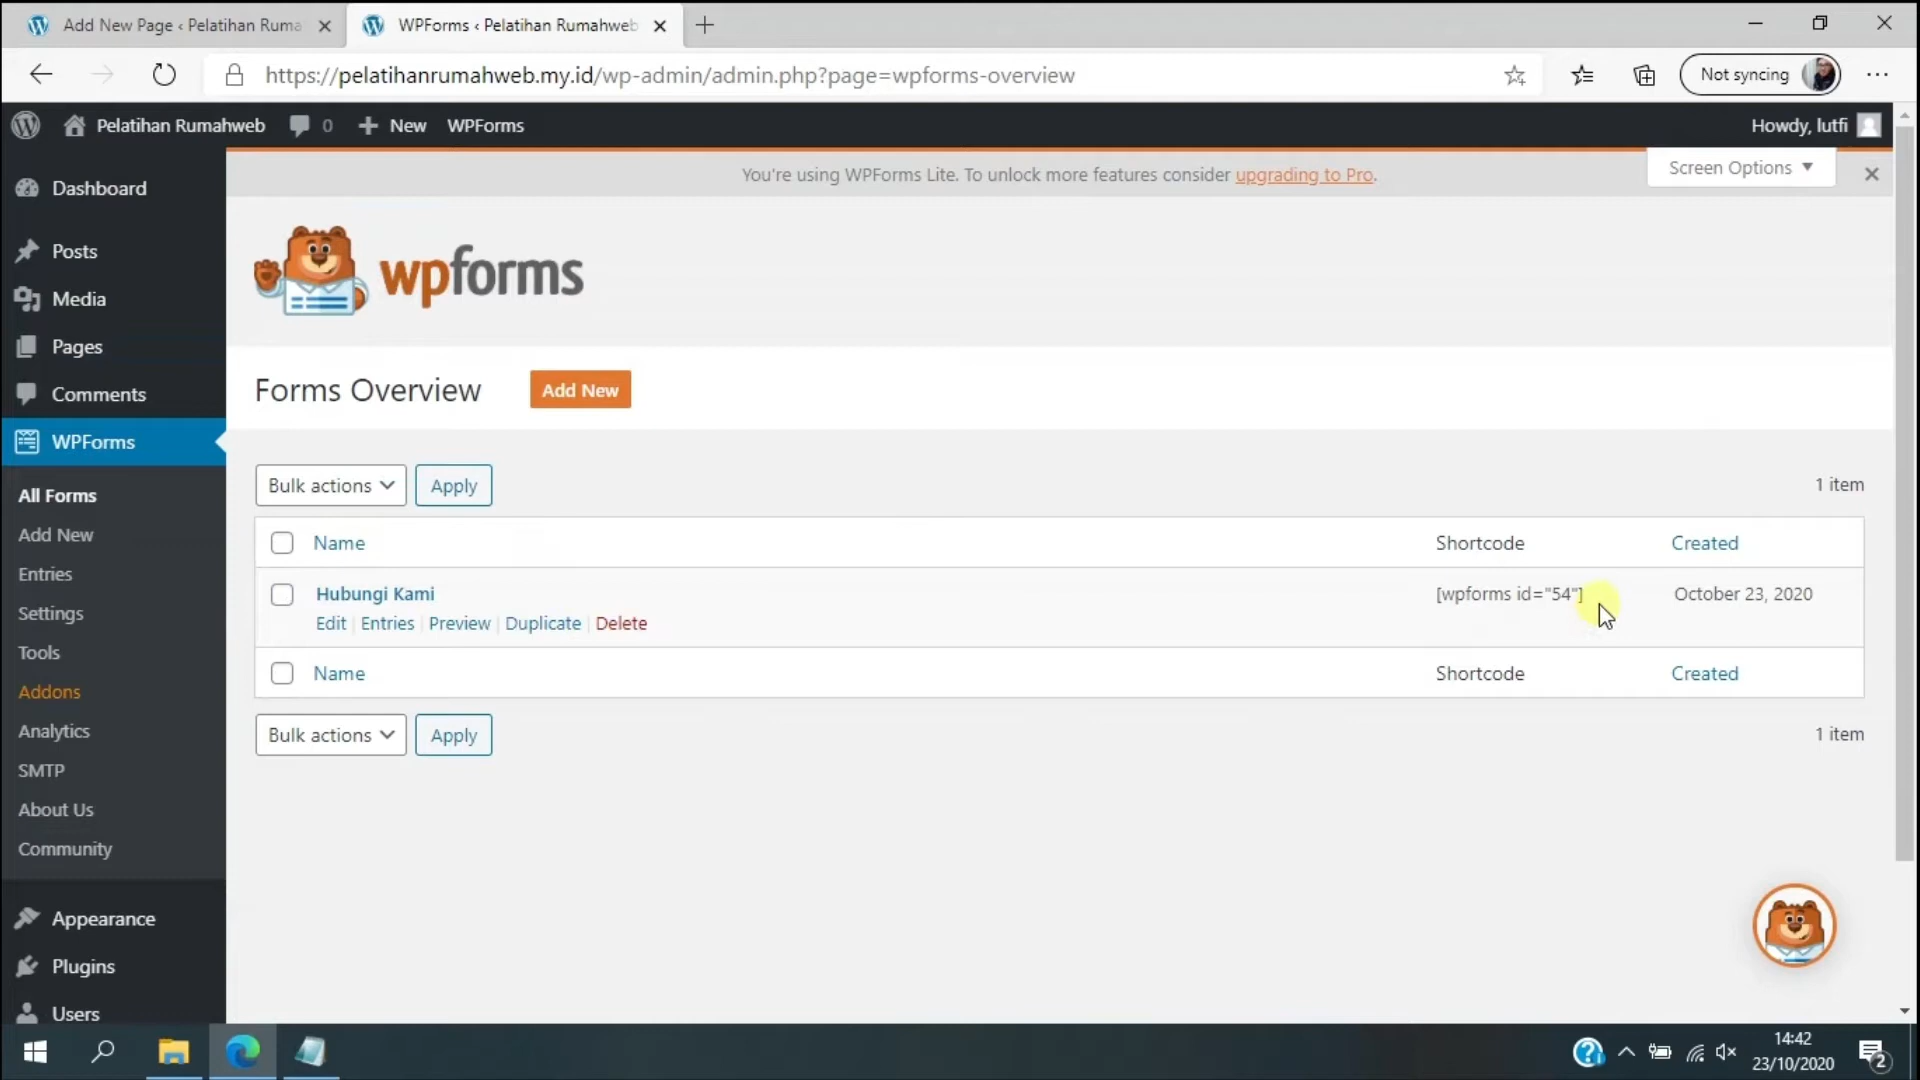 Add New Page ‹ Pelatihan Ruma
WPForms ‹ Pelatihan Rumahweb
https://pelatihanrumahweb.my.id/wp-admin/admin.php?page=wpforms-overview
Not syncing
Pelatihan Rumahweb
0
New
WPForms
Howdy, lutfi
You're using WPForms Lite. To unlock more features consider upgrading to Pro.
Screen Options
wpforms
Dashboard
Posts
Media
Pages
Comments
WPForms
All Forms
Add New
Entries
Settings
Tools
Addons
Analytics
SMTP
About Us
Community
Appearance
Plugins
Users
Forms Overview
Add New
Bulk actions
Apply
1 item
Name
Shortcode
Created
Hubungi Kami
[wpforms id="54"]
October 23, 2020
Edit | Entries | Preview | Duplicate | Delete
Name
Shortcode
Created
Bulk actions
Apply
1 item
14:42
23/10/2020
2